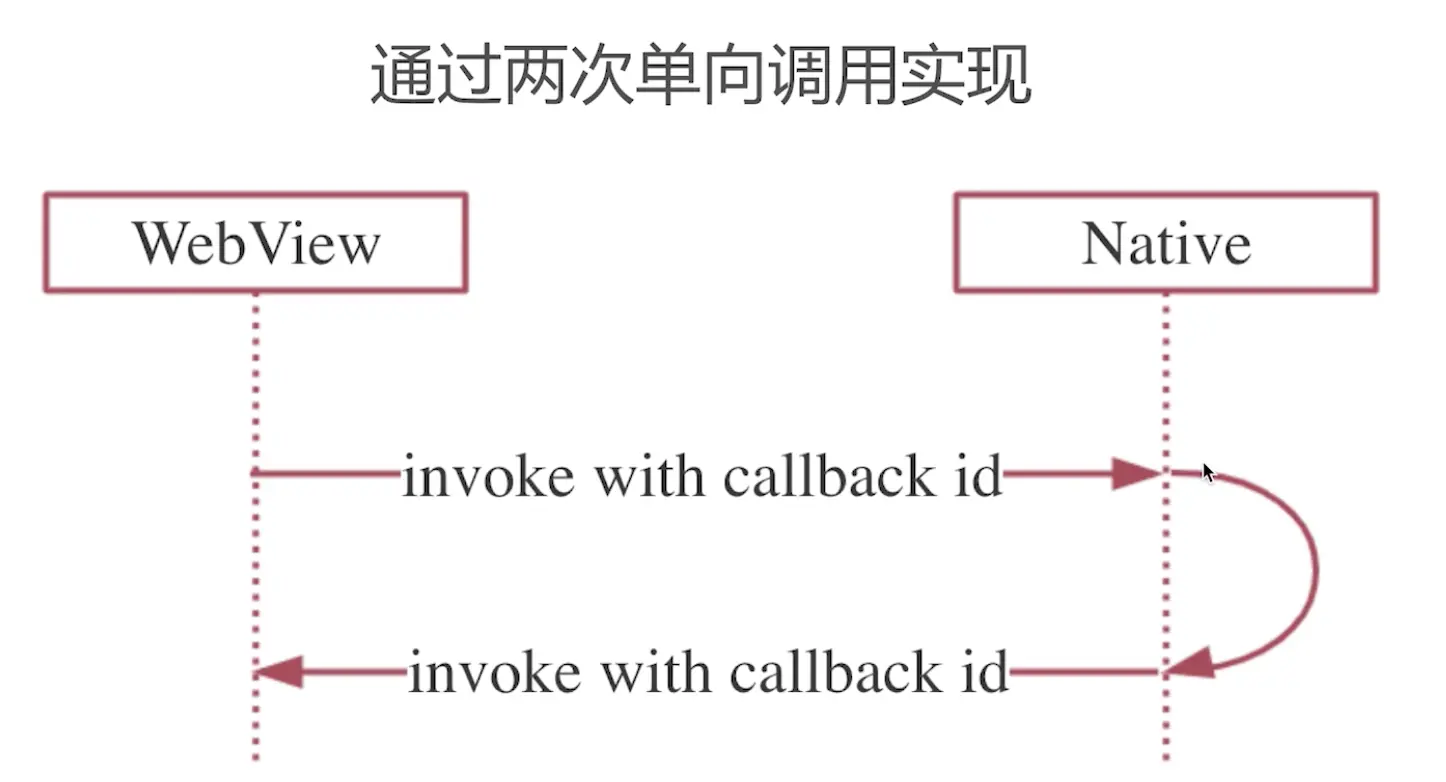 通过两次单向调用实现
WebView
Native
invoke with callback id
invoke with callback id